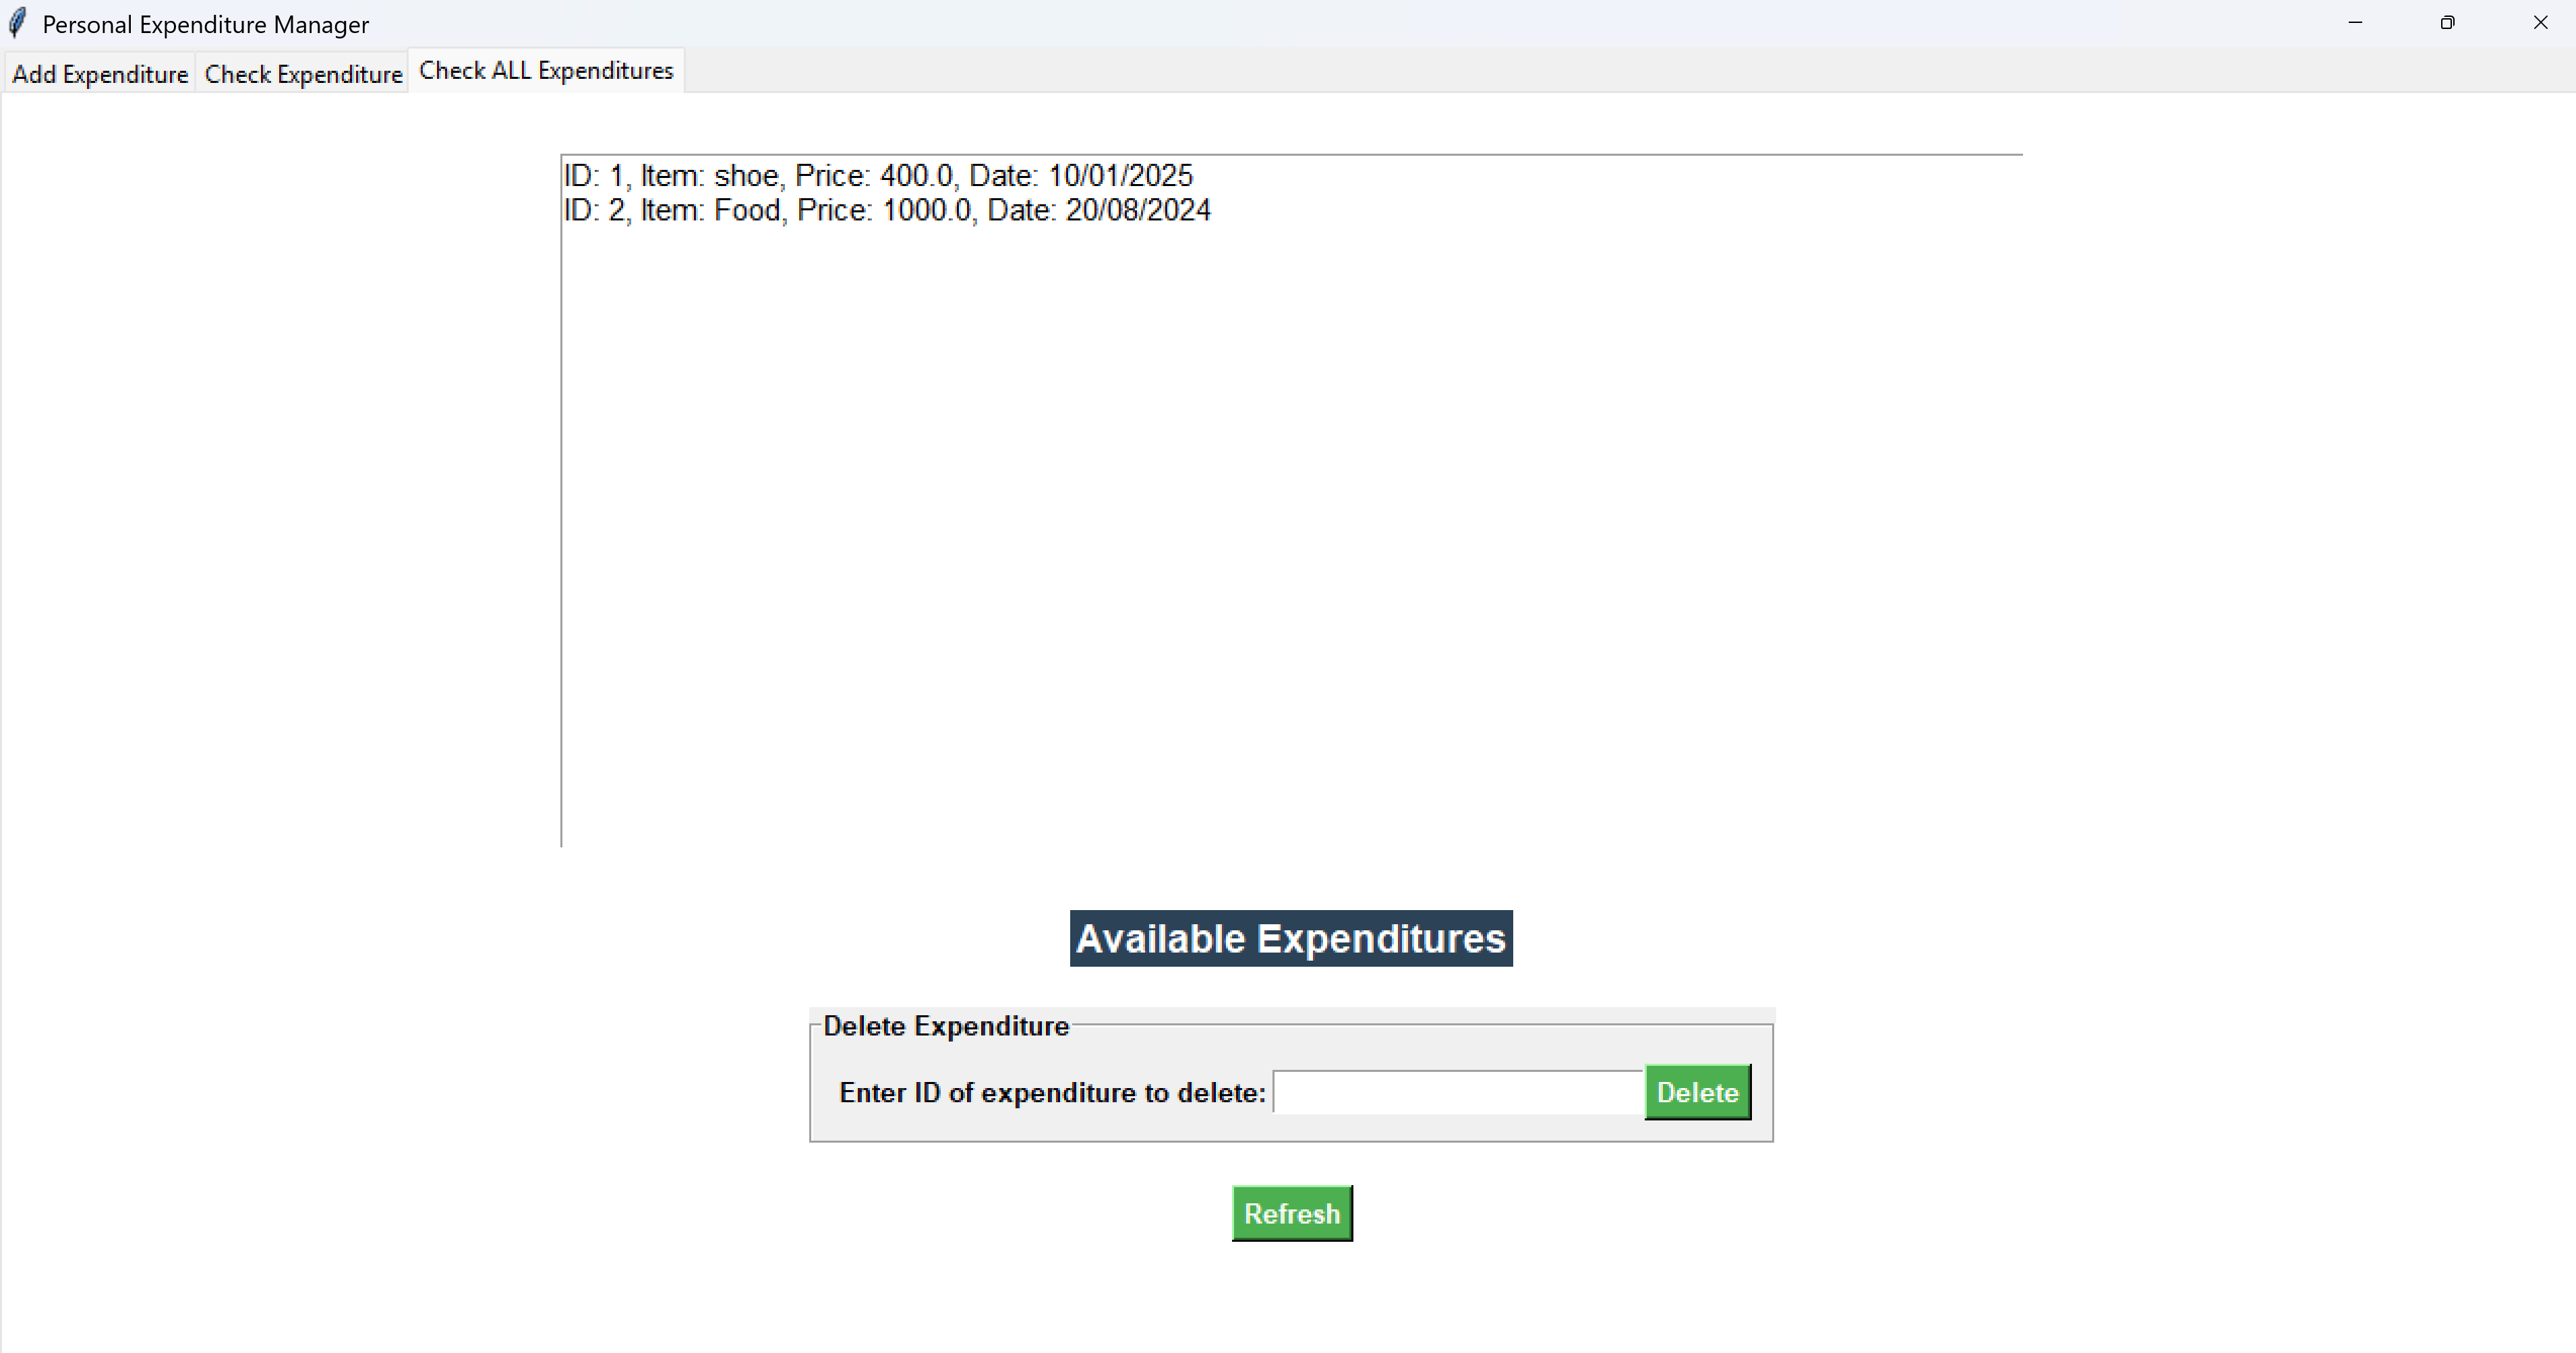 Personal Expenditure Manager
Add Expenditure Check Expenditure Check ALL Expenditures
ID: 1, Item: shoe, Price: 400.0, Date: 10/01/2025
ID: 2, Item: Food, Price: 1000.0, Date: 20/08/2024
Available Expenditures
Delete Expenditure
Enter ID of expenditure to delete: Delete
Refresh